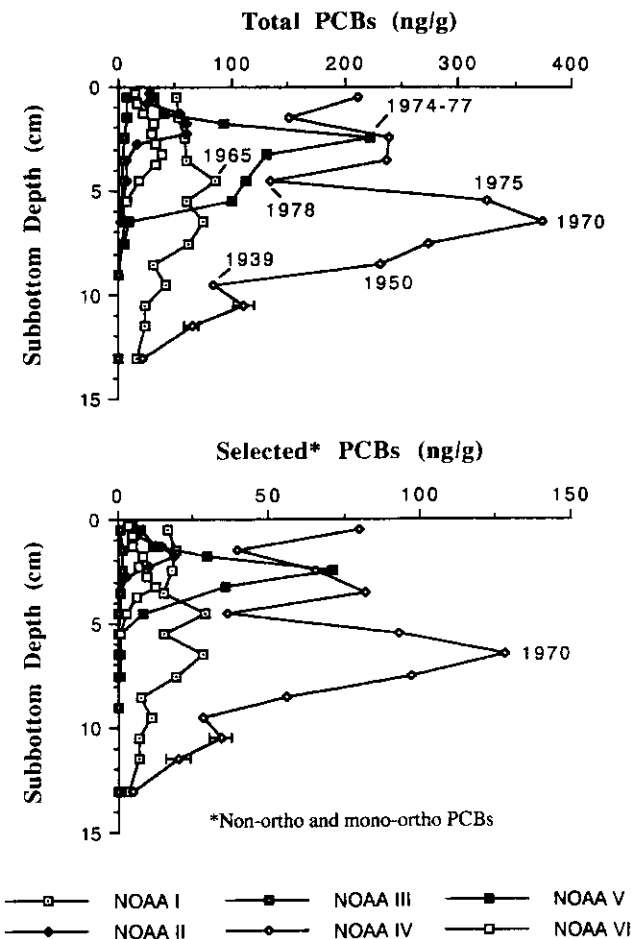 Total PCBs (ng/g)
0 100 200 300 400
0
5
10
15
Subbottom Depth (cm)
1974-77
1965
1978
1975
1970
1939
1950
Selected* PCBs (ng/g)
0 50 100 150
0
5
10
15
Subbottom Depth (cm)
1970
*Non-ortho and mono-ortho PCBs
NOAA I NOAA III NOAA V
NOAA II NOAA IV NOAA VI